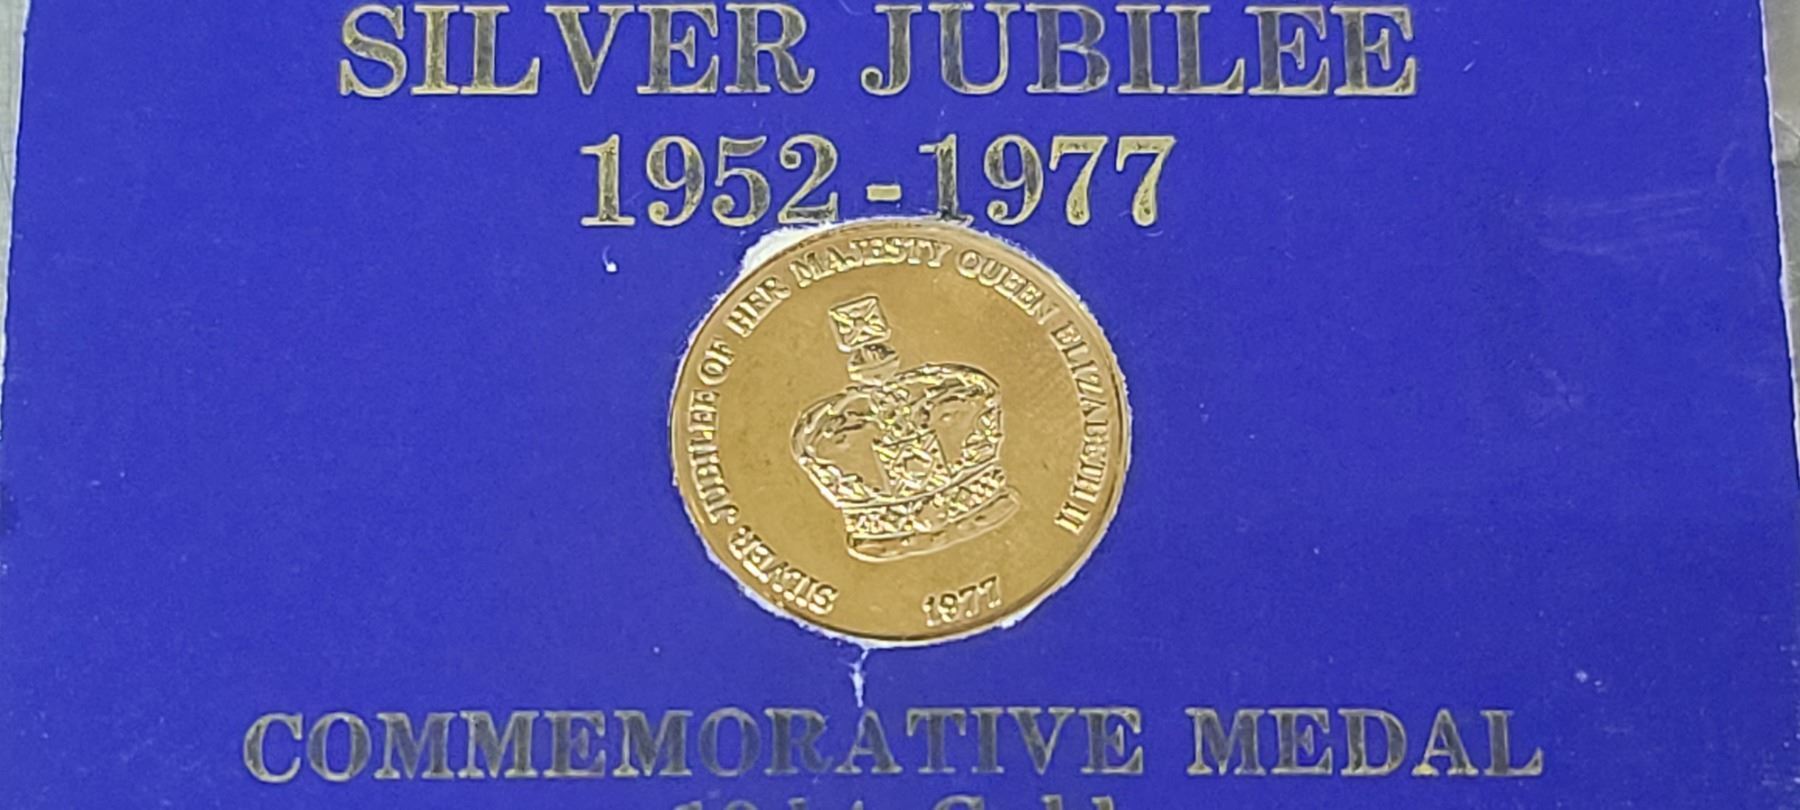 SILVER JUBILEE
1952-1977
SILVER JUBILEE OF HER MAJESTY QUEEN ELIZABETH II
1977
COMMEMORATIVE MEDAL